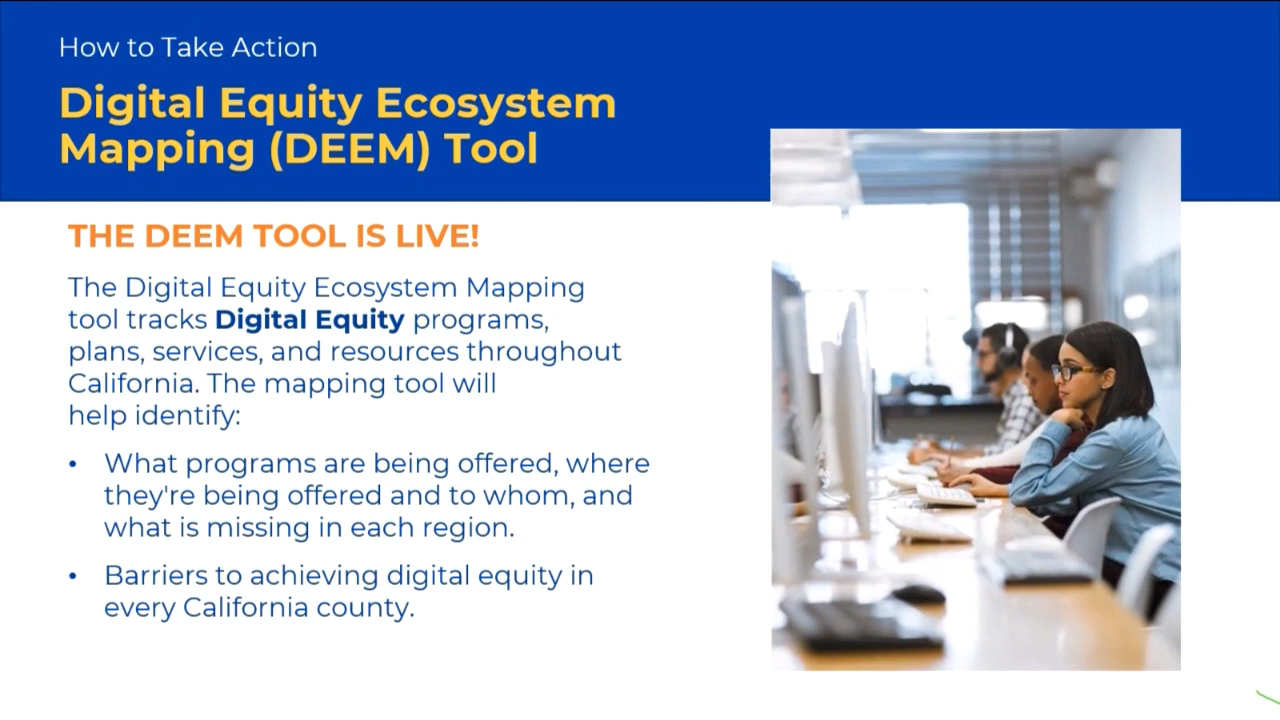 How to Take Action
Digital Equity Ecosystem
Mapping (DEEM) Tool
THE DEEM TOOL IS LIVE!
The Digital Equity Ecosystem Mapping
tool tracks Digital Equity programs,
plans, services, and resources throughout
California. The mapping tool will
help identify:
• What programs are being offered, where
they're being offered and to whom, and
what is missing in each region.
• Barriers to achieving digital equity in
every California county.